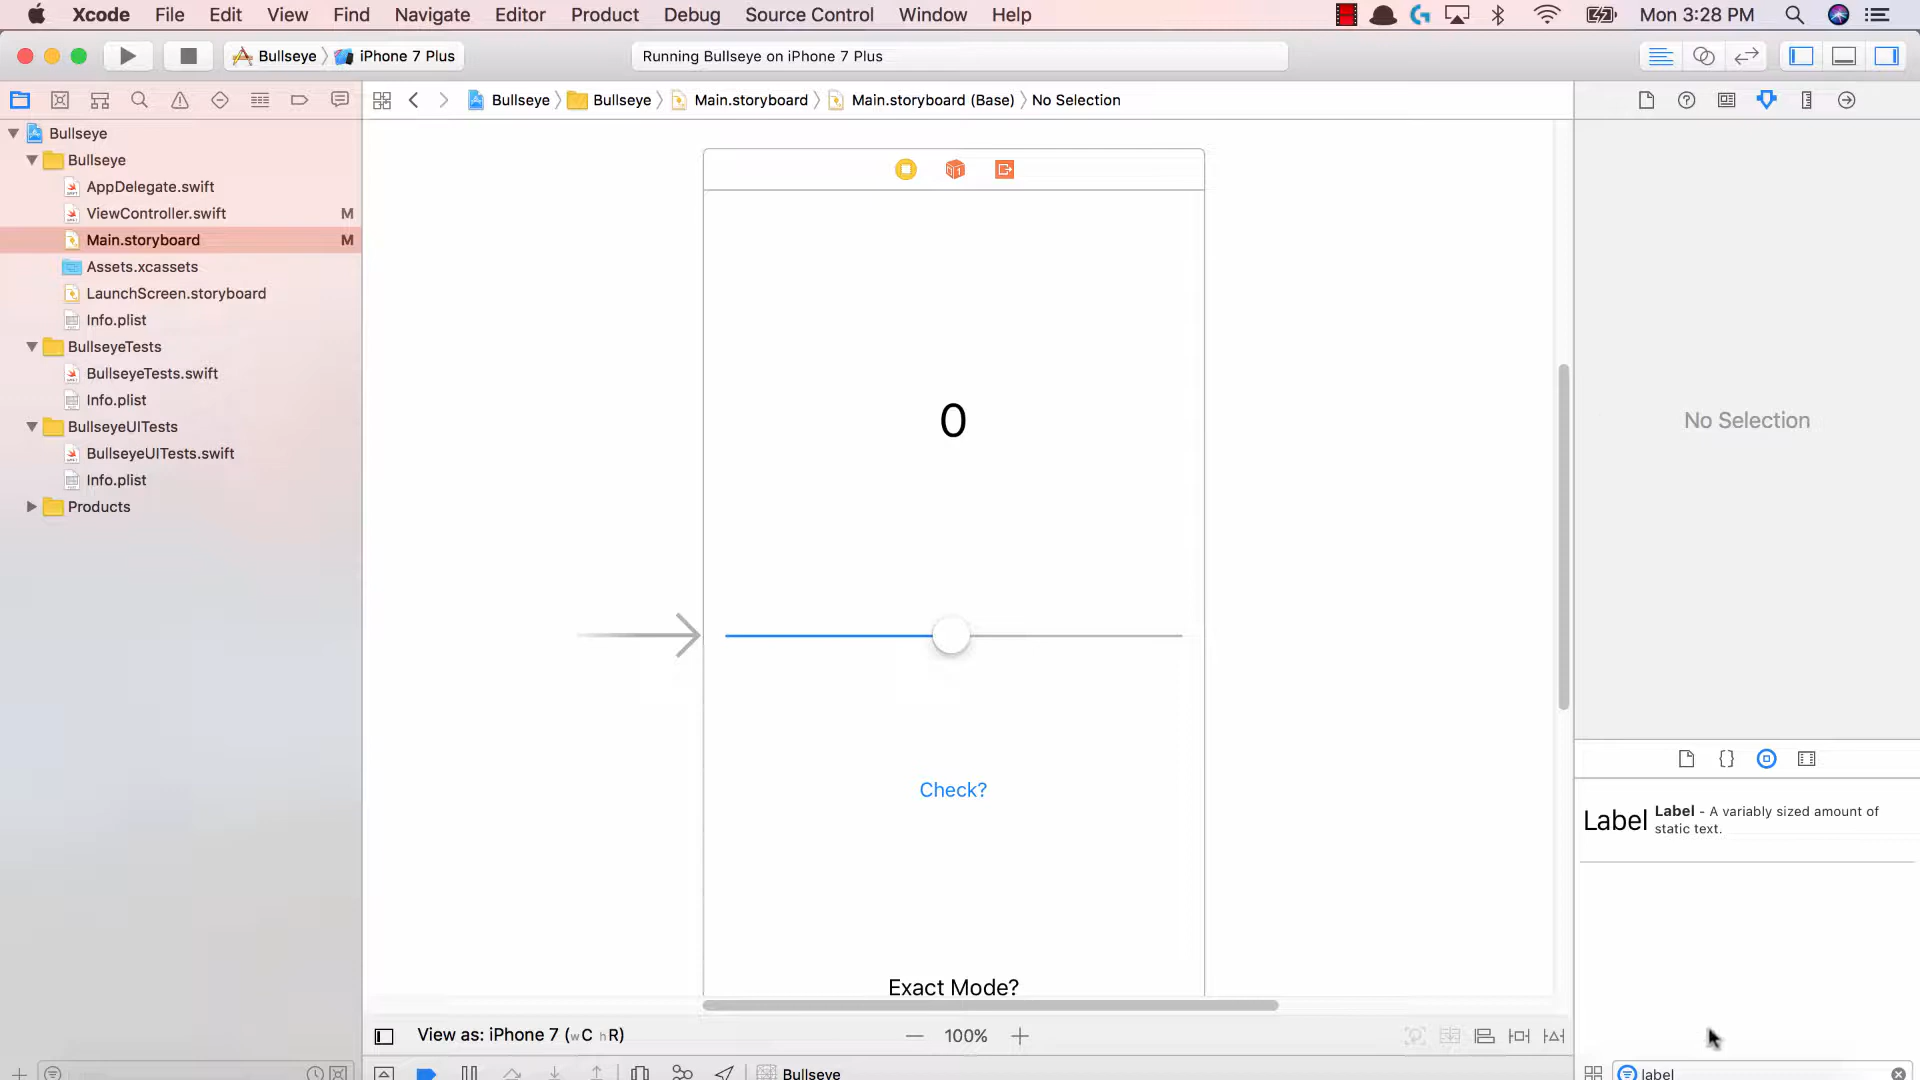 Xcode File Edit View Find Navigate Editor Product Debug Source Control Window Help Mon 3:28 PM
Bullseye iPhone 7 Plus
Running Bullseye on iPhone 7 Plus
Bullseye Bullseye Main.storyboard Main.storyboard (Base) No Selection
Bullseye
Bullseye
AppDelegate.swift
ViewController.swift M
Main.storyboard M
Assets.xcassets
LaunchScreen.storyboard
Info.plist
BullseyeTests
BullseyeTests.swift
Info.plist
BullseyeUITests
BullseyeUITests.swift
Info.plist
Products
0
Check?
Exact Mode?
No Selection
Label Label - A variably sized amount of
static text.
View as: iPhone 7 (wC hR)
100%
Bullseye
label